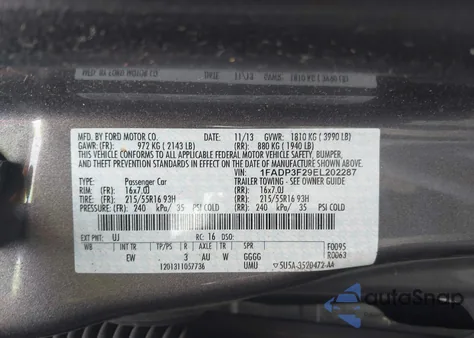 MFD. BY FORD MOTOR CO. 11/13 GVWR: 1810 KG ( 3990 LB)
GAWR: (FR): 972 KG ( 2143 LB) (RR): 880 KG ( 1940 LB)
THIS VEHICLE CONFORMS TO ALL APPLICABLE FEDERAL MOTOR VEHICLE SAFETY, BUMPER,
AND THEFT PREVENTION STANDARDS IN EFFECT ON THE DATE OF MANUFACTURE SHOWN ABOVE.
VIN: 1FADP3F29EL202287
TYPE: Passenger Car TRAILER TOWING - SEE OWNER GUIDE
RIM: (FR) 16x7.0J (RR) 16x7.0J
TIRE: (FR) 215/55R16 93H (RR) 215/55R16 93H
PRESSURE: (FR) 240 kPa/ 35 PSI COLD (RR) 240 kPa/ 35 PSI COLD
EXT PNT: UJ RC: 16 DSO: F0095
WB INT TR TP/PS R AXLE TR SPR R0063
EW 3 AU W GGGG
1201311057736 UMU 5U5A-3520472-AA
autoSnap